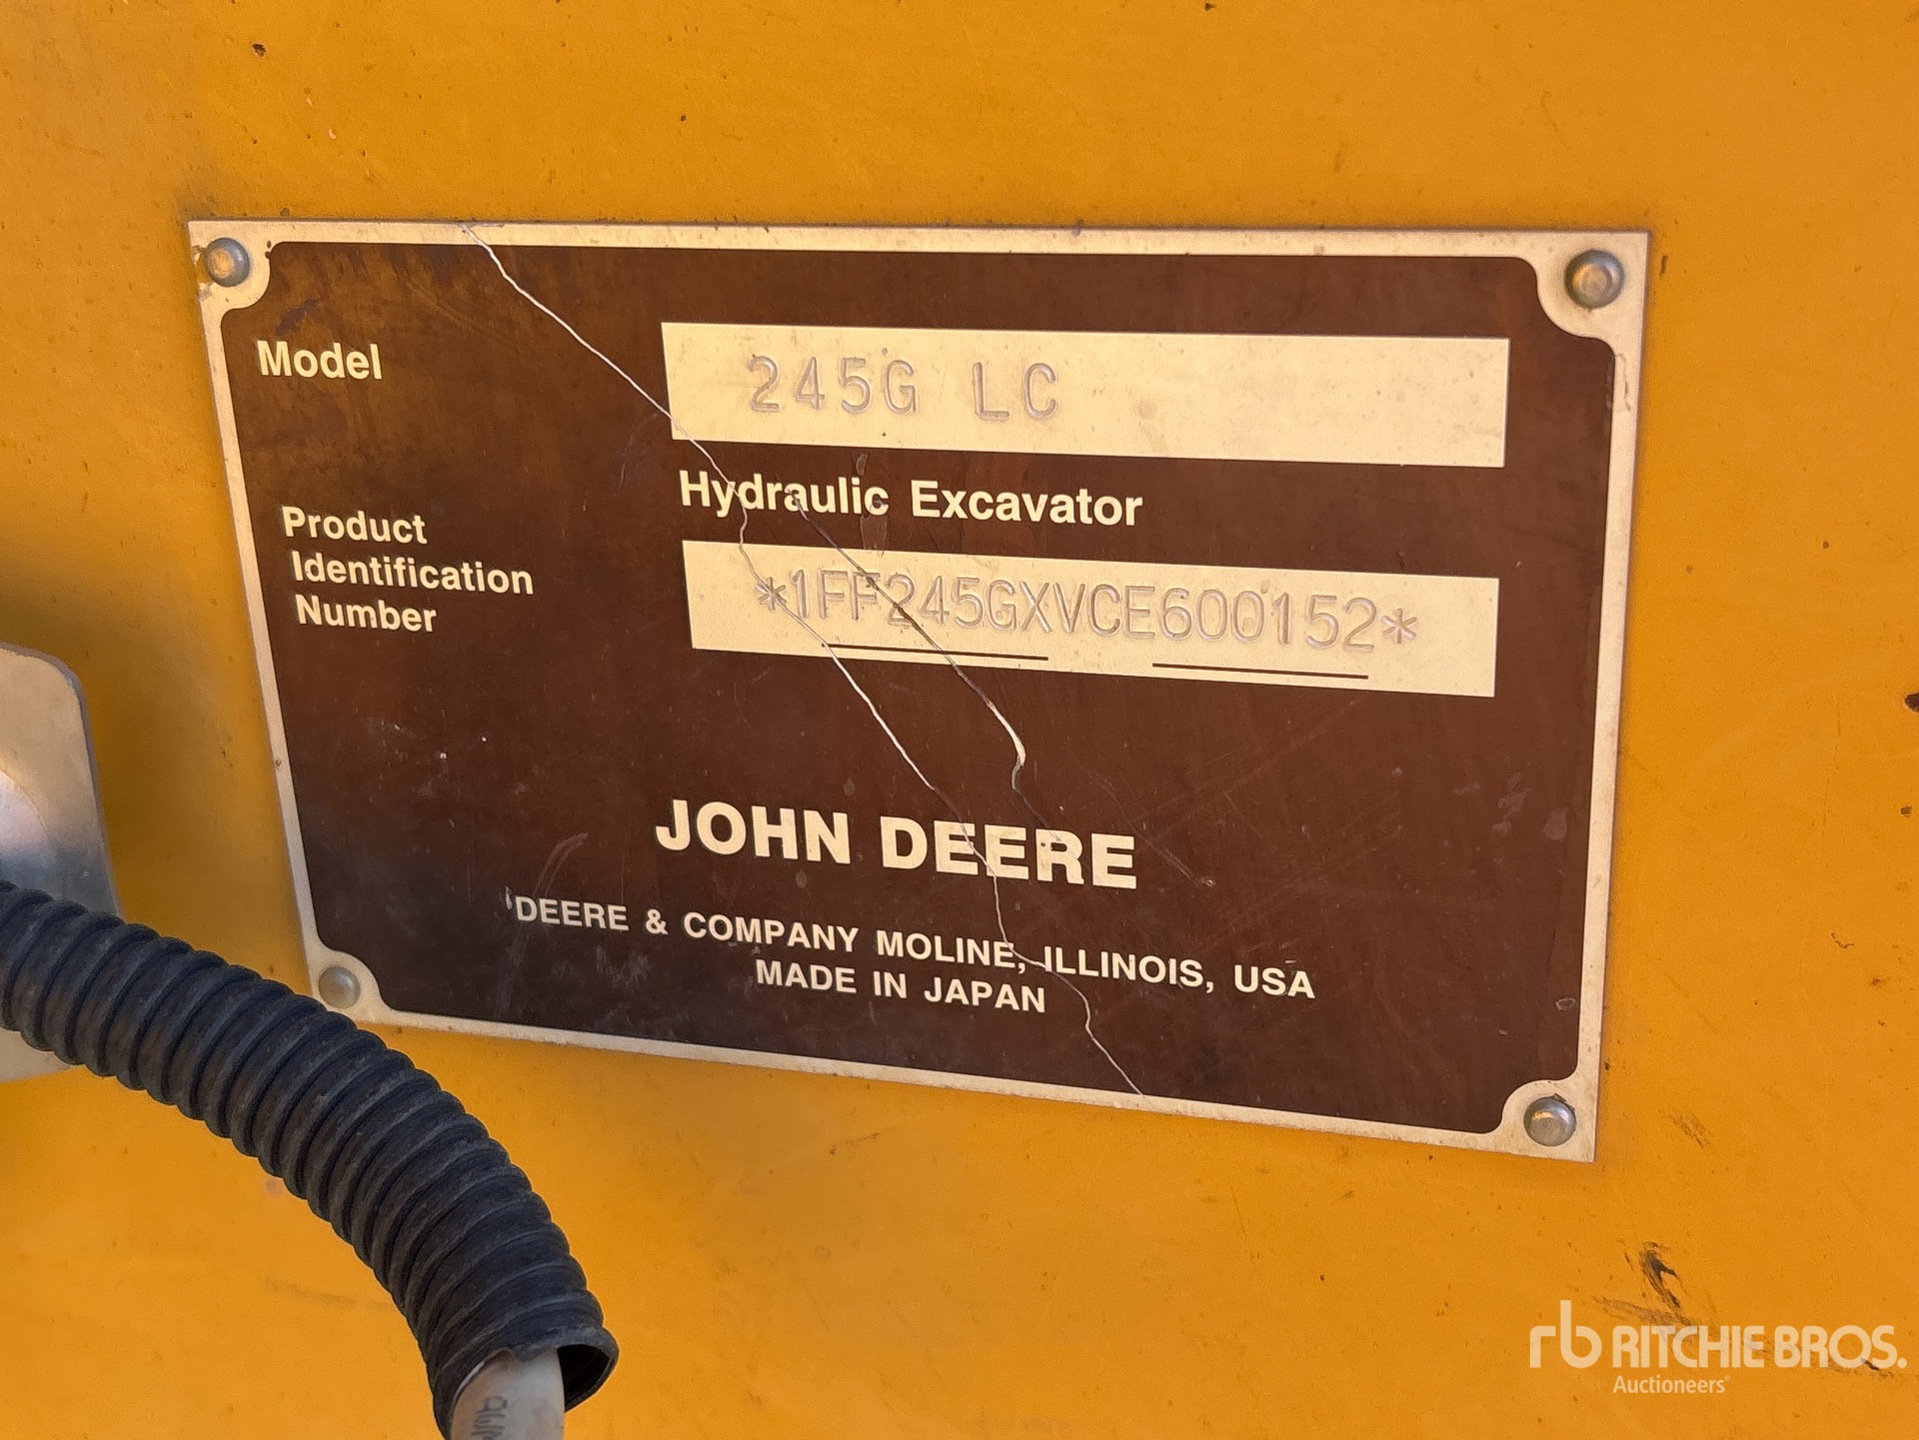 Model
245G LC
Hydraulic Excavator
Product
Identification
Number
*1FF245GXVCE600152*
JOHN DEERE
DEERE & COMPANY MOLINE, ILLINOIS, USA
MADE IN JAPAN
rb RITCHIE BROS.
Auctioneers